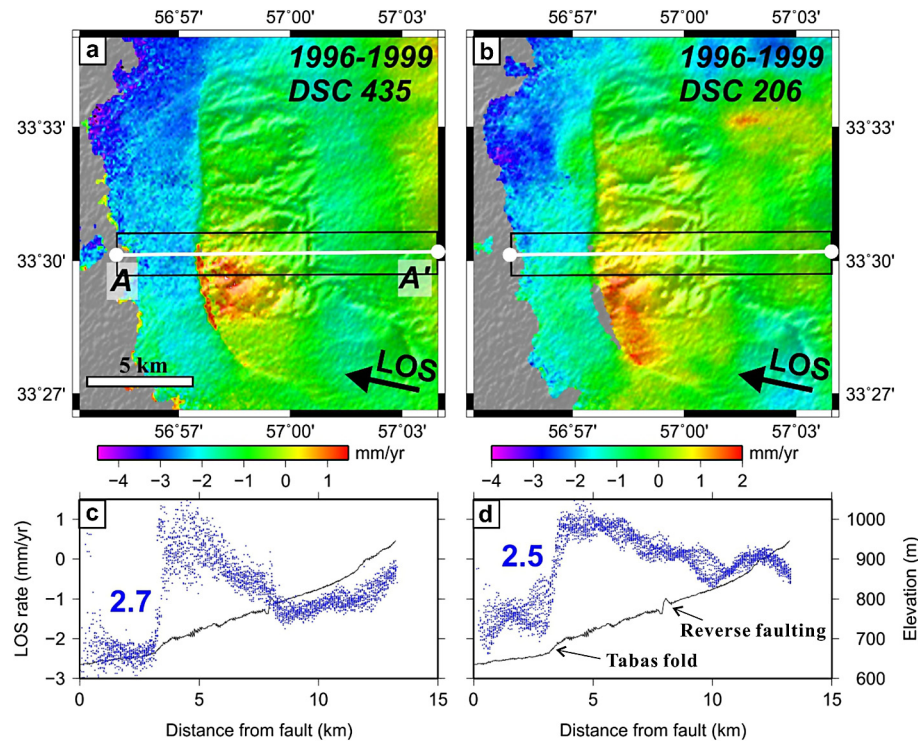 56°57' 57°00' 57°03' 56°57' 57°00' 57°03'
a 1996-1999 b 1996-1999
DSC 435 DSC 206
33°33' 33°33'
33°30' 33°30'
A A'
5 km LOS LOS
33°27' 33°27'
56°57' 57°00' 57°03' 56°57' 57°00' 57°03'
mm/yr mm/yr
−4 −3 −2 −1 0 1 −4 −3 −2 −1 0 1 2
c d
1 1000
0 2.5 900
−1 2.7 800
Reverse faulting
−2 700
Tabas fold
−3 600
LOS rate (mm/yr) Elevation (m)
0 5 10 15 0 5 10 15
Distance from fault (km) Distance from fault (km)